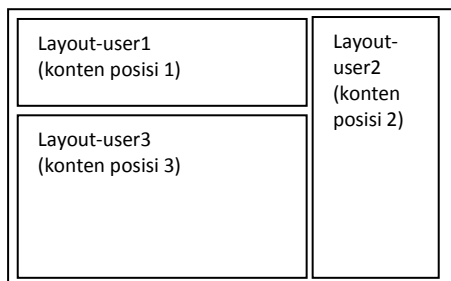 Layout-user1
(konten posisi 1)
Layout-
user2
(konten
posisi 2)
Layout-user3
(konten posisi 3)